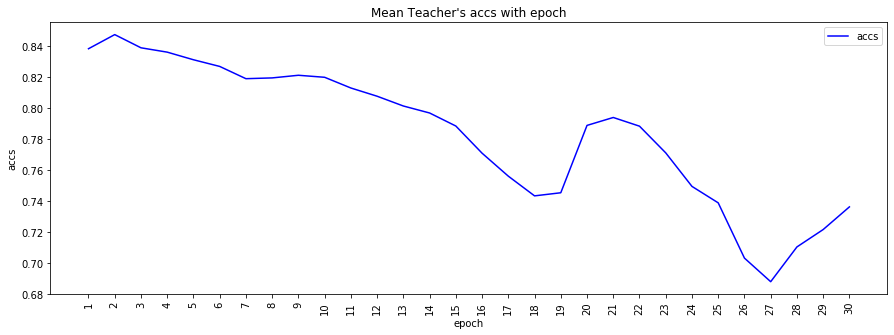 Mean Teacher's accs with epoch
accs
0.84
0.82
0.80
0.78
0.76
0.74
0.72
0.70
0.68
accs
1 2 3 4 5 6 7 8 9 10 11 12 13 14 15 16 17 18 19 20 21 22 23 24 25 26 27 28 29 30
epoch